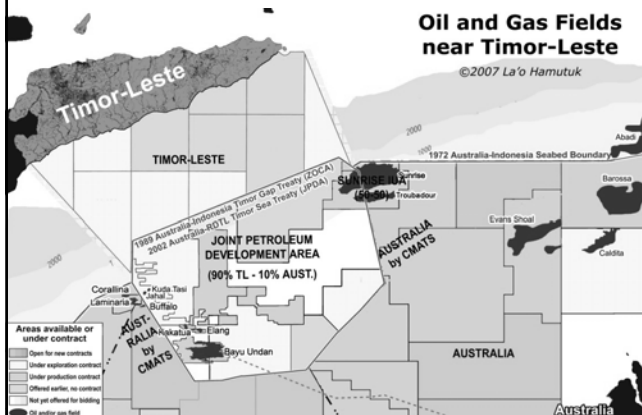 Oil and Gas Fields
near Timor-Leste
©2007 La'o Hamutuk
Timor-Leste
2000
1000
Abadi
TIMOR-LESTE
1972 Australia-Indonesia Seabed Boundary
Sunrise
SUNRISE IUA
(50-50)
Troubadour
Barossa
1989 Australia-Indonesia Timor Gap Treaty (ZOCA)
2002 Australia-RDTL Timor Sea Treaty (JPDA)
Evans Shoal
JOINT PETROLEUM
DEVELOPMENT AREA
(90% TL - 10% AUST.)
AUSTRALIA
by CMATS
Caldita
2000
Corallina
Laminaria
Kuda Tasi
Jahal
Buffalo
Kakatua
Elang
Bayu Undan
AUST-
RALIA
by
CMATS
AUSTRALIA
Areas available or
under contract
Open for new contracts
Under exploration contract
Under production contract
Offered earlier, no contract
Not yet offered for bidding
Oil and/or gas field
Australia